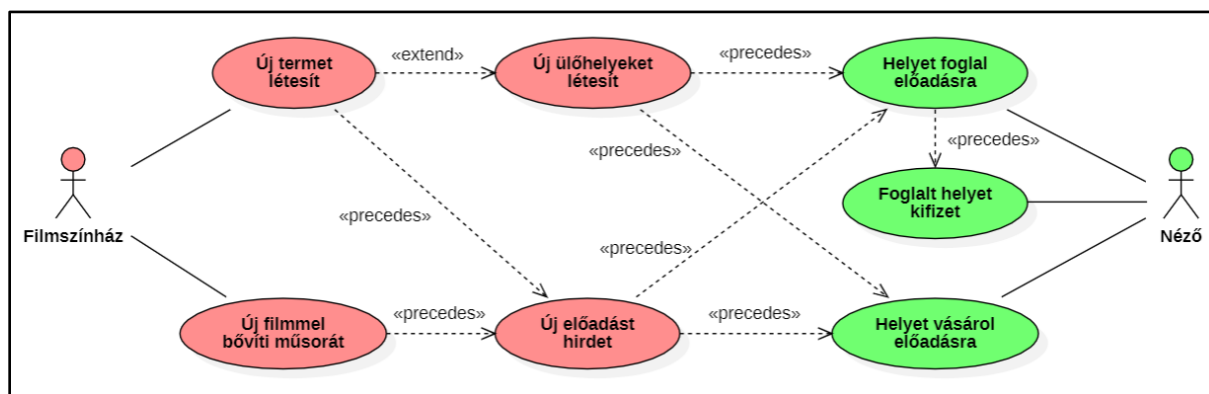 Új termet
létesít
«extend»
Új ülőhelyeket
létesít
«precedes»
Helyet foglal
előadásra
«precedes»
«precedes»
Foglalt helyet
kifizet
«precedes»
«precedes»
Filmszínház
Néző
Új filmmel
bővíti műsorát
«precedes»
Új előadást
hirdet
«precedes»
Helyet vásárol
előadásra